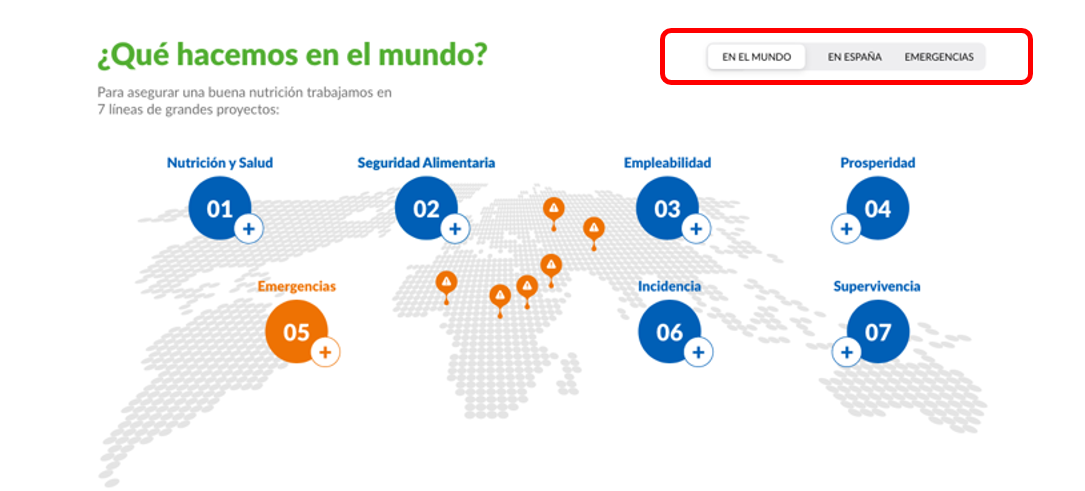 ¿Qué hacemos en el mundo?
EN EL MUNDO EN ESPAÑA EMERGENCIAS
Para asegurar una buena nutrición trabajamos en
7 líneas de grandes proyectos:
Nutrición y Salud Seguridad Alimentaria Empleabilidad Prosperidad
01 + 02 + 03 + + 04
Emergencias Incidencia Supervivencia
05 + 06 + + 07